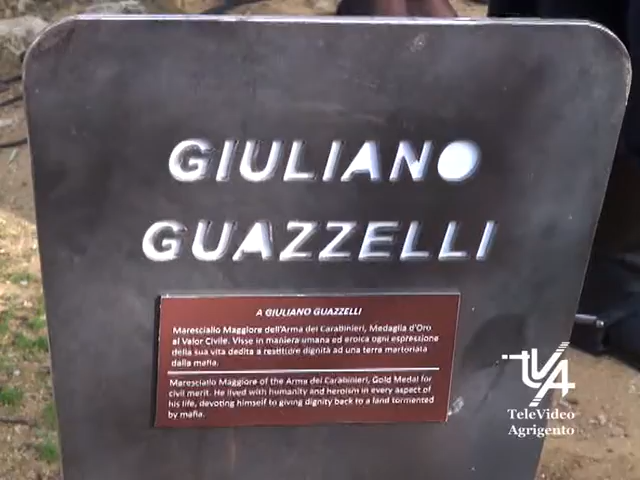 GIULIANO
GUAZZELLI
A GIULIANO GUAZZELLI
Maresciallo Maggiore dell'Arma dei Carabinieri, Medaglia d'Oro
al Valor Civile. Visse in maniera umana ed eroica ogni espressione
della sua vita dedita a restituire dignità ad una terra martoriata
dalla mafia.
Maresciallo Maggiore of the Arma dei Carabinieri, Gold Medal for
civil merit. He lived with humanity and heroism in every aspect of
his life, devoting himself to giving dignity back to a land tormented
by mafia.
TVA
TeleVideo
Agrigento